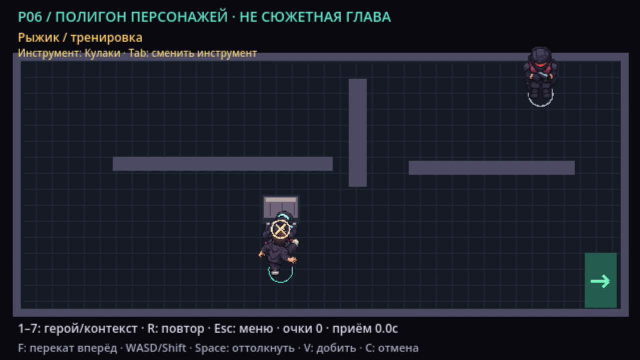 P06 / ПОЛИГОН ПЕРСОНАЖЕЙ · НЕ СЮЖЕТНАЯ ГЛАВА
Рыжик / тренировка
Инструмент: Кулаки · Tab: сменить инструмент
1–7: герой/контекст · R: повтор · Esc: меню · очки 0 · приём 0.0с
F: перекат вперёд · WASD/Shift · Space: оттолкнуть · V: добить · C: отмена